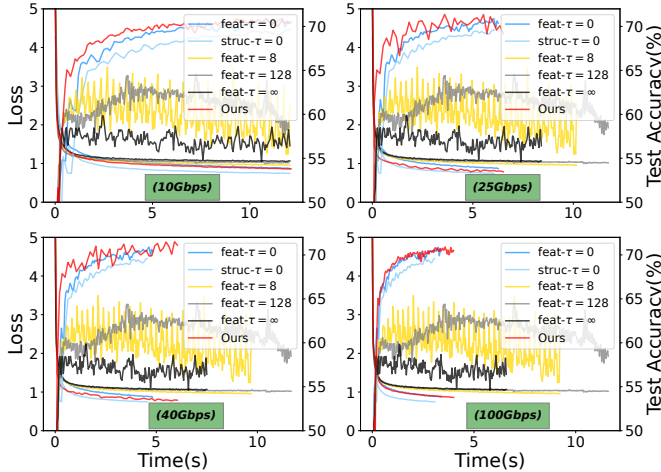 5
4
3
2
1
0
Loss
0
5
10
70
65
60
55
50
feat-τ = 0
struc-τ = 0
feat-τ = 8
feat-τ = 128
feat-τ = ∞
Ours
(10Gbps)
5
4
3
2
1
0
0
5
10
70
65
60
55
50
Test Accuracy(%)
feat-τ = 0
struc-τ = 0
feat-τ = 8
feat-τ = 128
feat-τ = ∞
Ours
(25Gbps)
5
4
3
2
1
0
Loss
0
5
10
Time(s)
70
65
60
55
50
feat-τ = 0
struc-τ = 0
feat-τ = 8
feat-τ = 128
feat-τ = ∞
Ours
(40Gbps)
5
4
3
2
1
0
0
5
10
Time(s)
70
65
60
55
50
Test Accuracy(%)
feat-τ = 0
struc-τ = 0
feat-τ = 8
feat-τ = 128
feat-τ = ∞
Ours
(100Gbps)